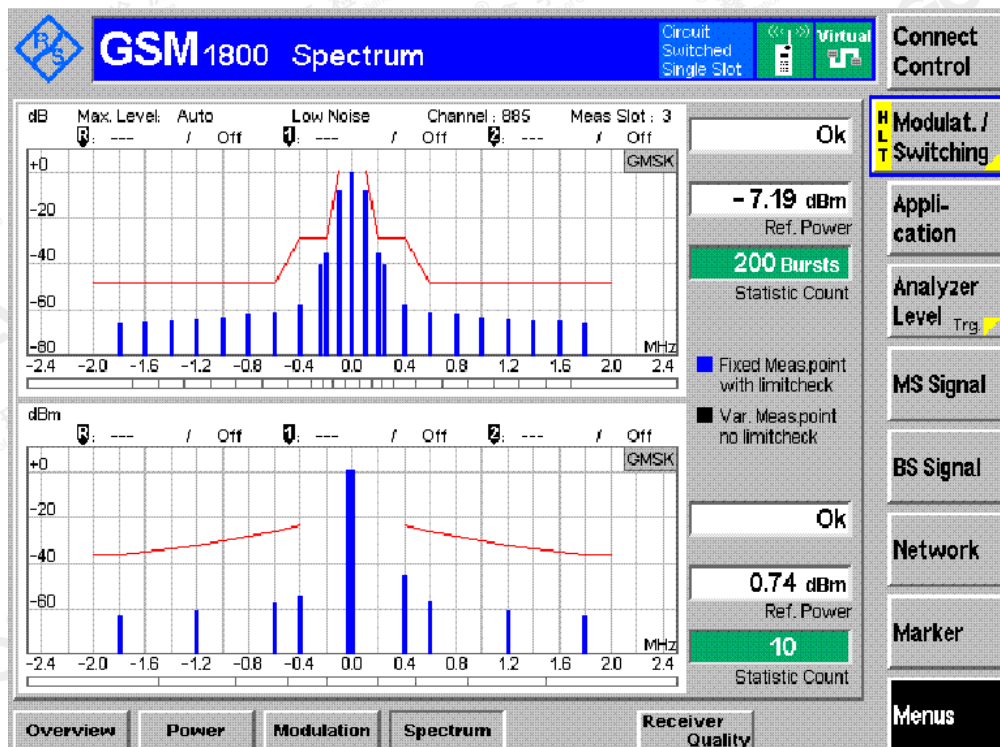 R/S
GSM 1800 Spectrum
Circuit
Switched
Single Slot
Virtual
Connect
Control
dB Max. Level: Auto Low Noise Channel : 885 Meas Slot : 3
R: --- / Off 1: --- / Off 2: --- / Off
GMSK
+0
-20
-40
-60
-80
MHz
-2.4 -2.0 -1.6 -1.2 -0.8 -0.4 0.0 0.4 0.8 1.2 1.6 2.0 2.4
Ok
-7.19 dBm
Ref. Power
200 Bursts
Statistic Count
Fixed Meas.point
with limitcheck
Var. Meas.point
no limitcheck
dBm
R: --- / Off 1: --- / Off 2: --- / Off
GMSK
+0
-20
-40
-60
MHz
-2.4 -2.0 -1.6 -1.2 -0.8 -0.4 0.0 0.4 0.8 1.2 1.6 2.0 2.4
Ok
0.74 dBm
Ref. Power
10
Statistic Count
HLT
Modulat. /
Switching
Appli-
cation
Analyzer
Level Trg.
MS Signal
BS Signal
Network
Marker
Menus
Overview
Power
Modulation
Spectrum
Receiver
Quality